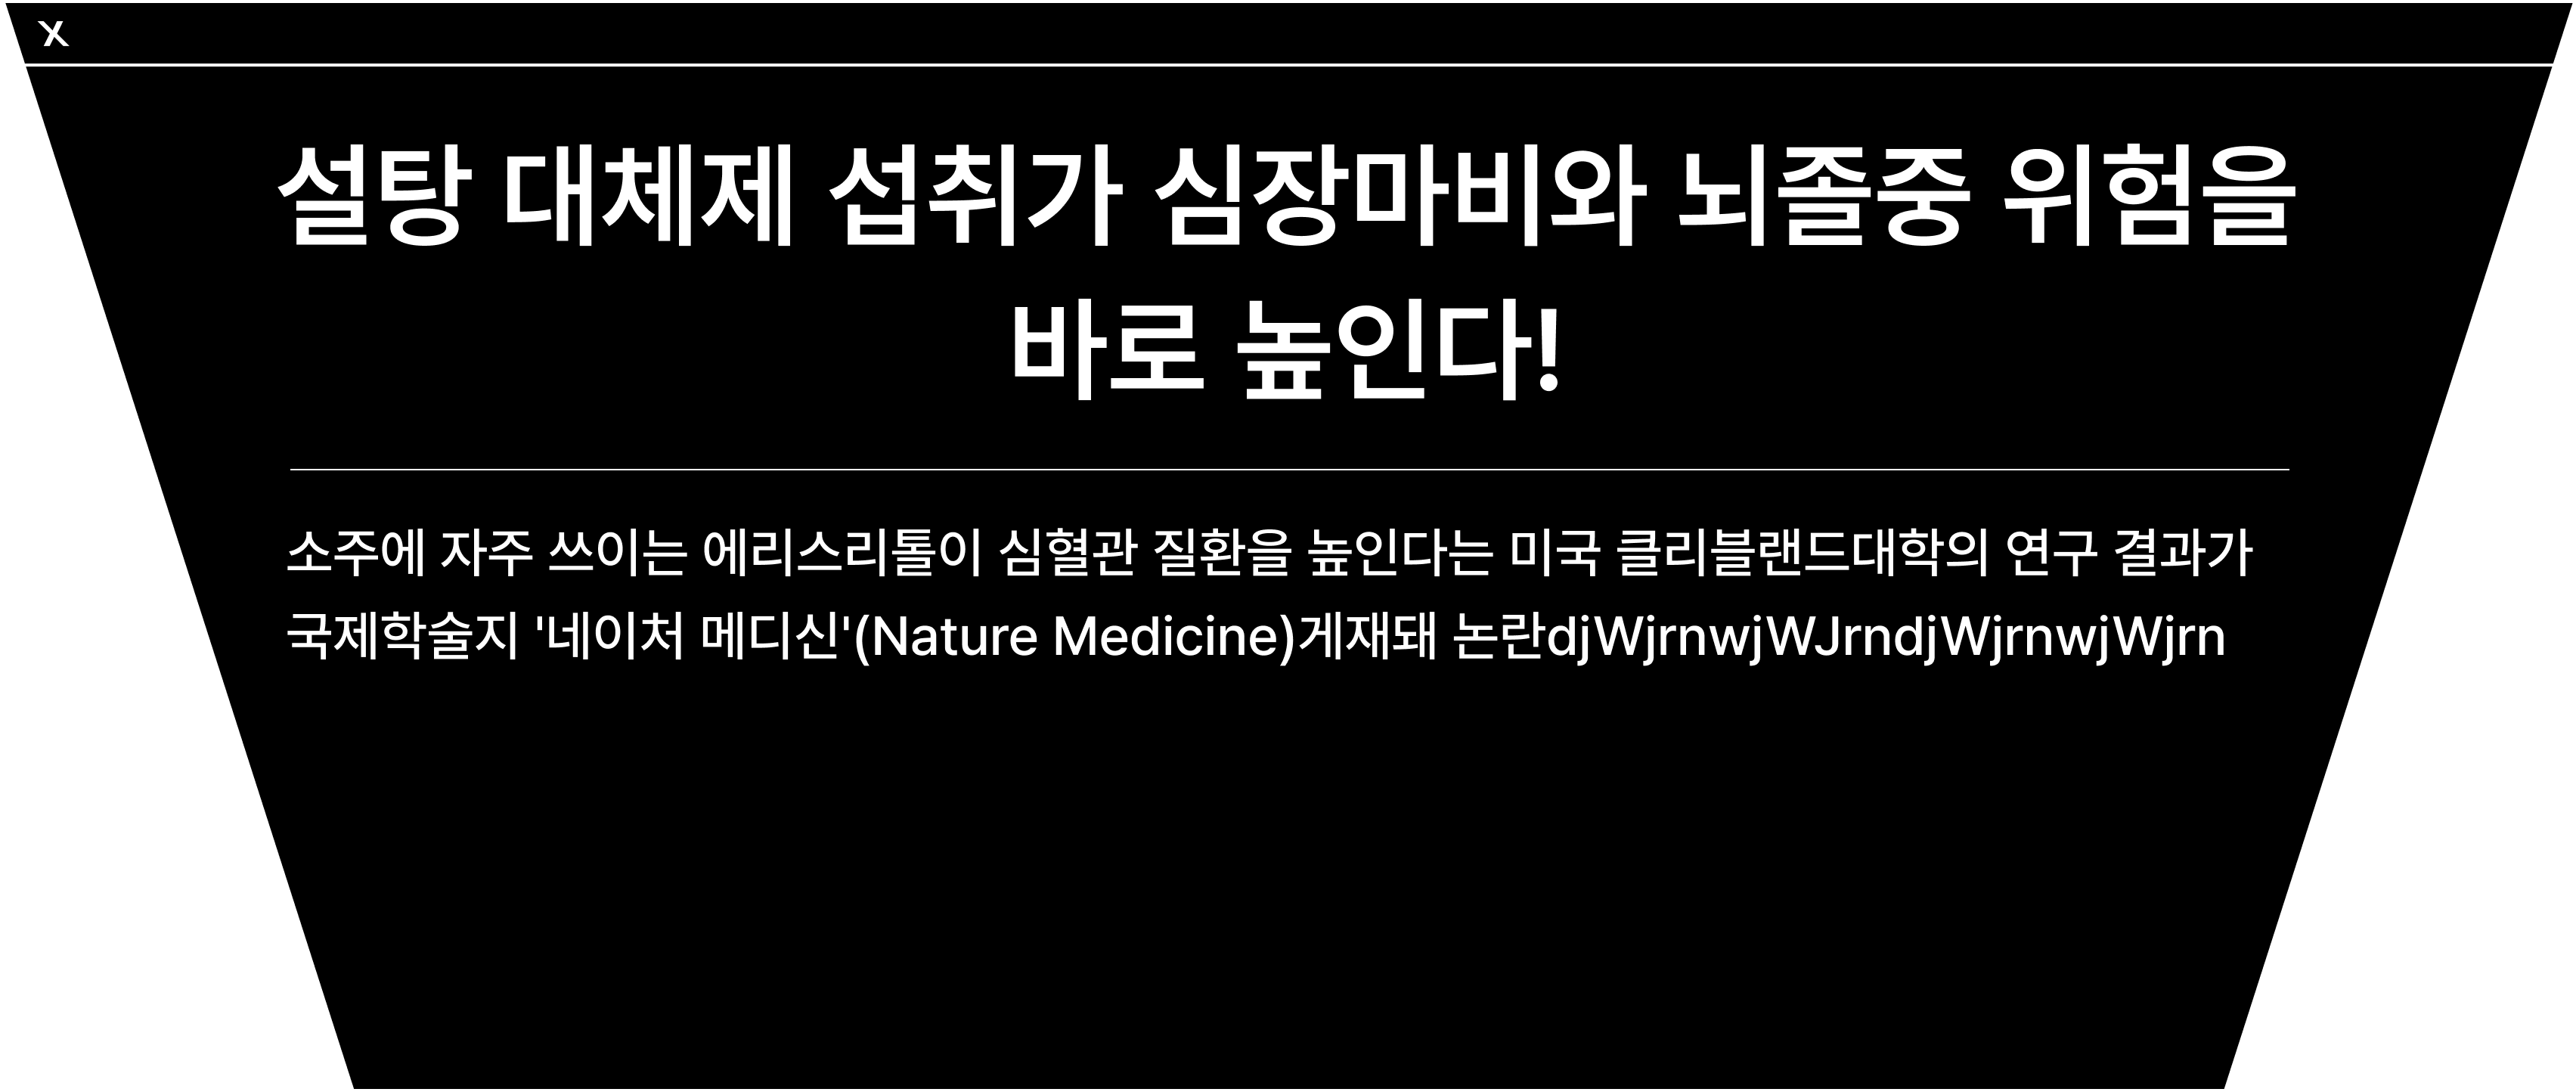 X
설탕 대체제 섭취가 심장마비와 뇌졸중 위험을
바로 높인다!
소주에 자주 쓰이는 에리스리톨이 심혈관 질환을 높인다는 미국 클리블랜드대학의 연구 결과가
국제학술지 '네이처 메디신'(Nature Medicine)게재돼 논란djWjrnwjWJrndjWjrnwjWjrn